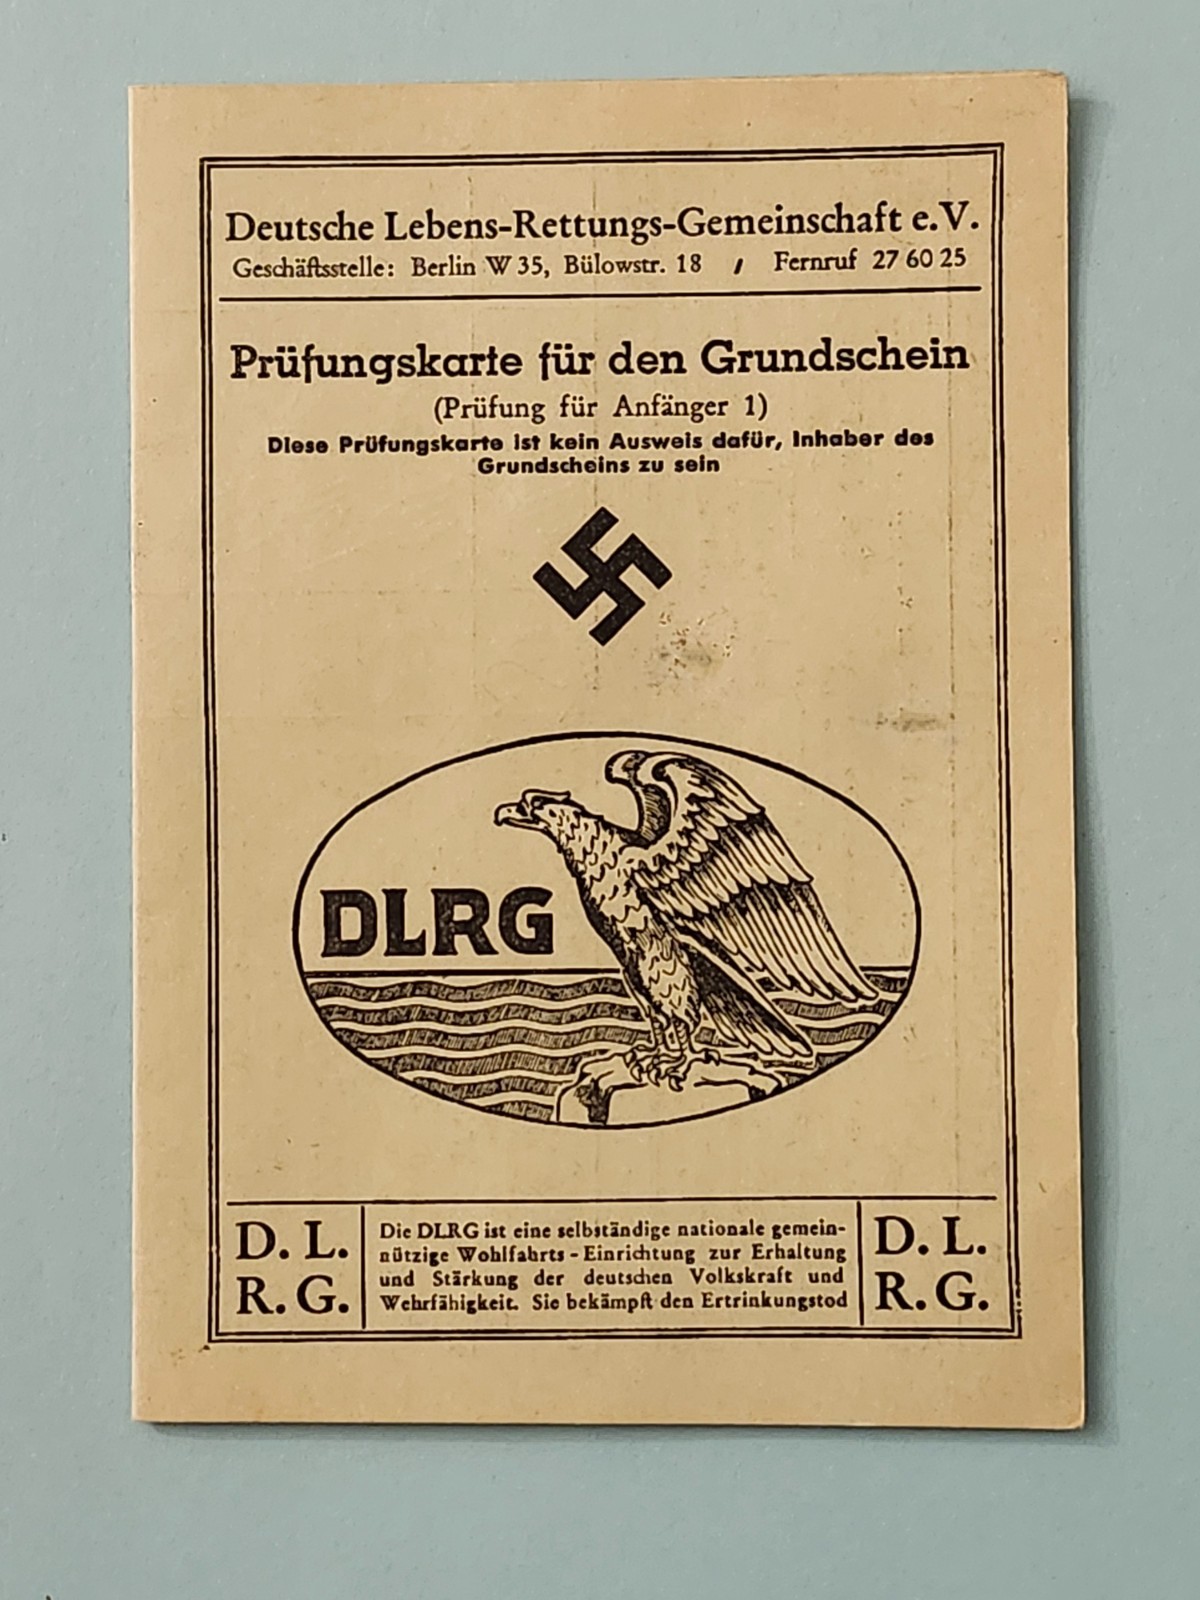 Deutsche Lebens-Rettungs-Gemeinschaft e.V.
Geschäftsstelle: Berlin W 35, Bülowstr. 18 / Fernruf 27 60 25
Prüfungskarte für den Grundschein
(Prüfung für Anfänger 1)
Diese Prüfungskarte ist kein Ausweis dafür, Inhaber des
Grundscheins zu sein
DLRG
D. L.
R. G.
Die DLRG ist eine selbständige nationale gemein-
nützige Wohlfahrts-Einrichtung zur Erhaltung
und Stärkung der deutschen Volkskraft und
Wehrfähigkeit. Sie bekämpft den Ertrinkungstod
D. L.
R. G.